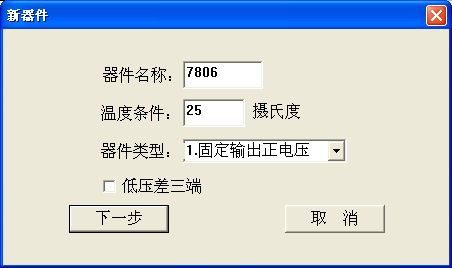 新器件
器件名称： 7806
温度条件： 25 摄氏度
器件类型： 1.固定输出正电压
低压差三端
下一步 取 消